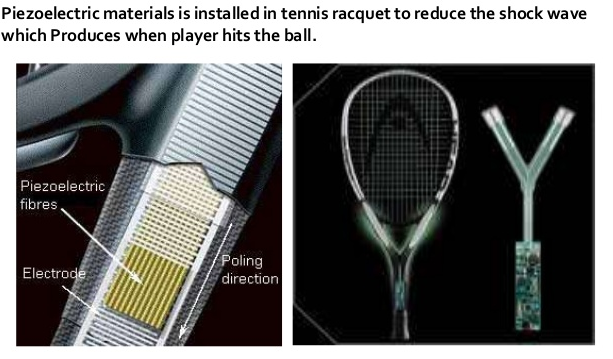 Piezoelectric materials is installed in tennis racquet to reduce the shock wave
which Produces when player hits the ball.
Piezoelectric
fibres
Electrode
Poling
direction